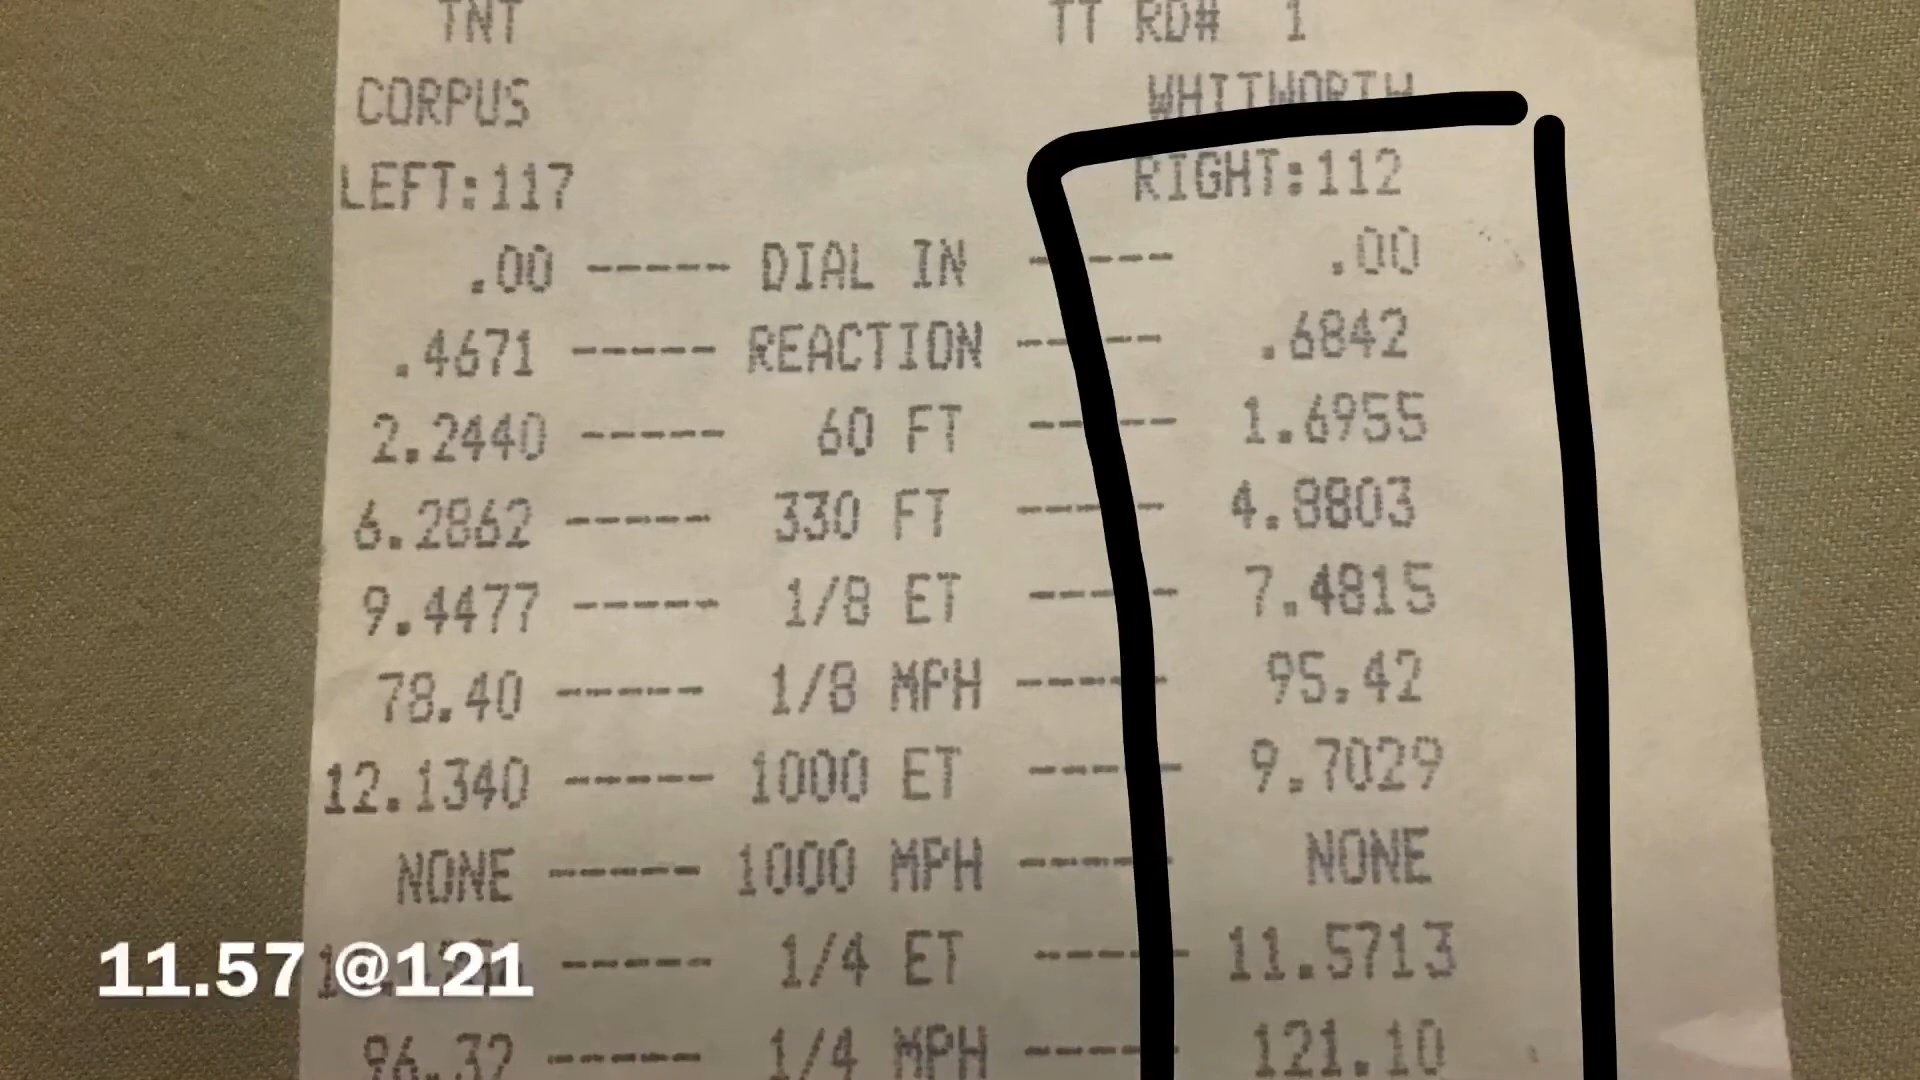 TNT TT RD# 1
CORPUS WHITWORTH
LEFT:117 RIGHT:112
.00 ----- DIAL IN ----- .00
.4671 ----- REACTION ----- .6842
2.2440 ----- 60 FT ----- 1.6955
6.2862 ----- 330 FT ----- 4.8803
9.4477 ----- 1/8 ET ----- 7.4815
78.40 ----- 1/8 MPH ----- 95.42
12.1340 ----- 1000 ET ----- 9.7029
NONE ----- 1000 MPH ----- NONE
----- 1/4 ET ----- 11.5713
11.57 @121
96.32 ----- 1/4 MPH ----- 121.10